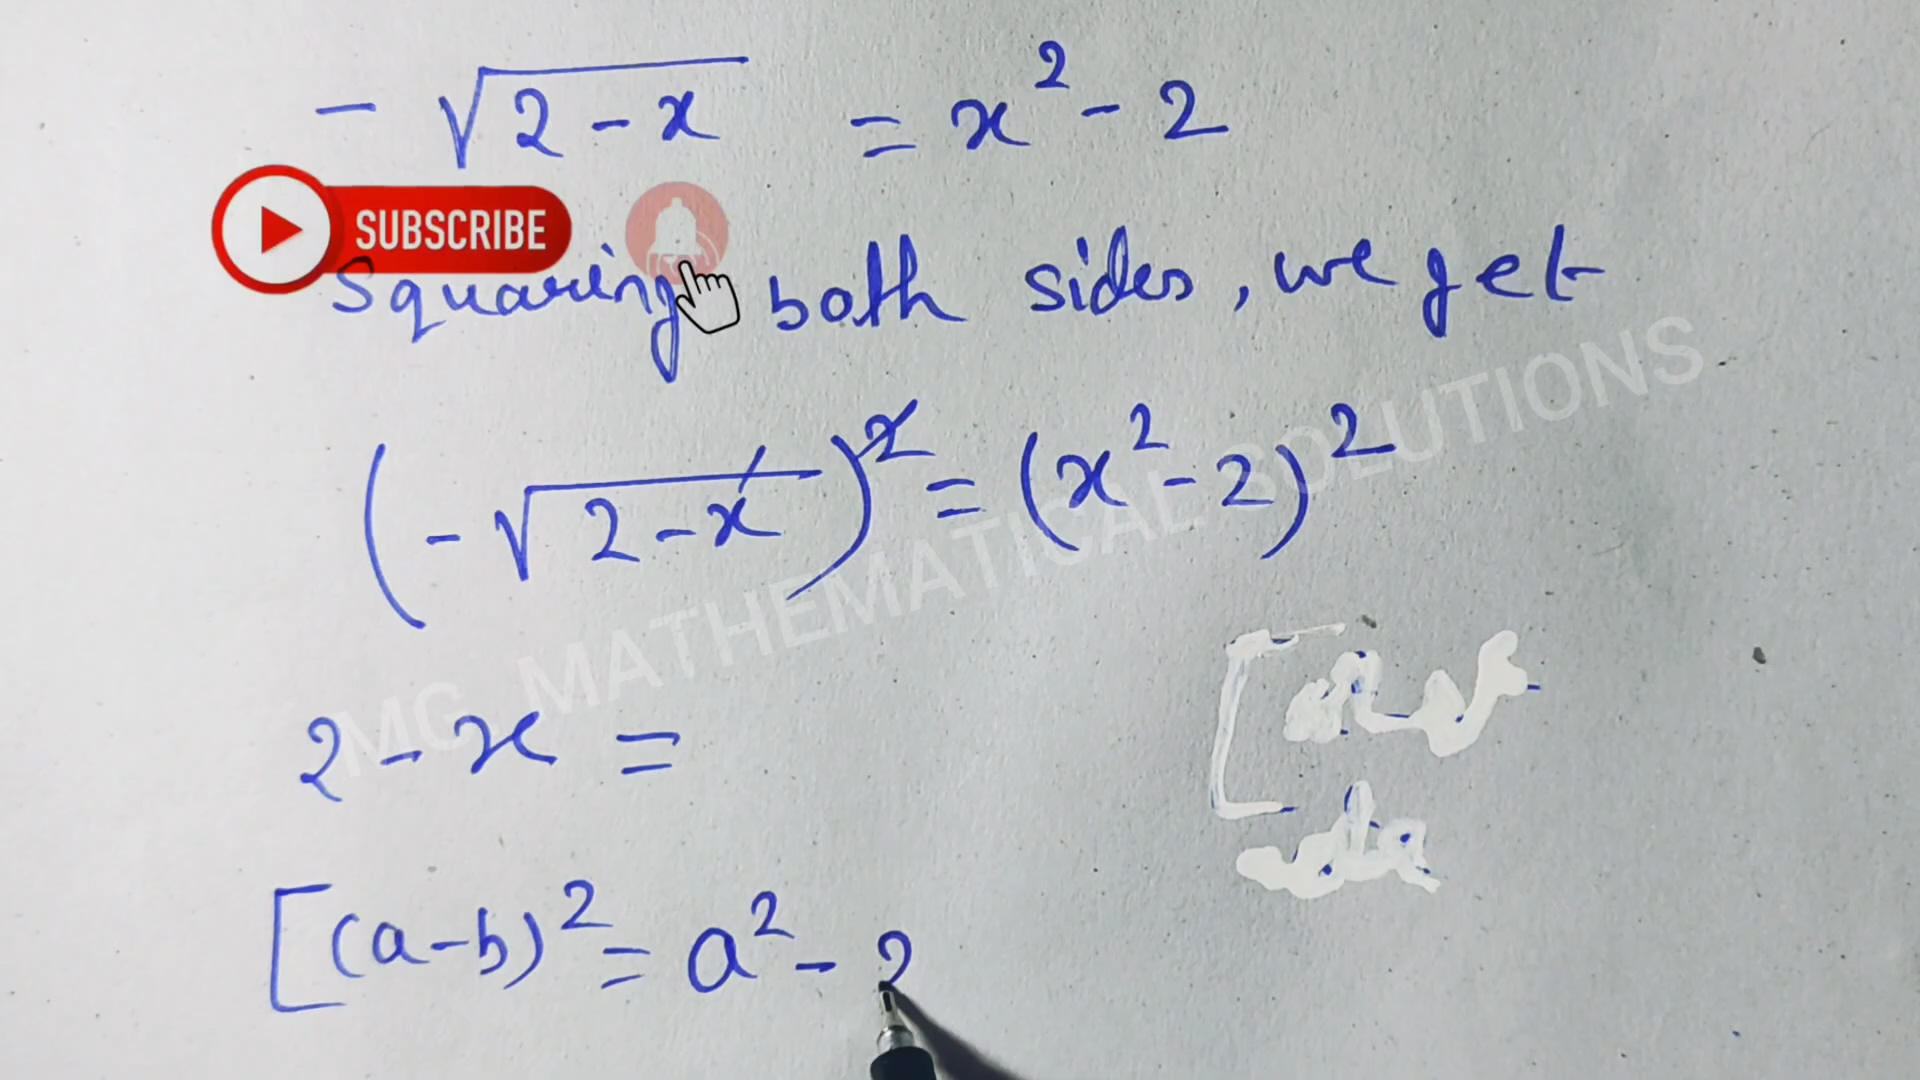 - √2-x = x² - 2
SUBSCRIBE
Squaring both sides, we get
(-√2-x)² = (x²-2)²
MG MATHEMATICAL SOLUTIONS
2-x =
[(a-b)² = a² - 2